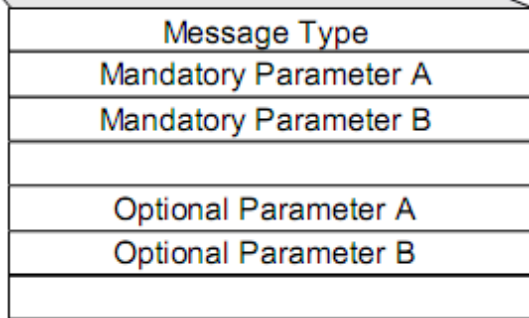 Message Type
Mandatory Parameter A
Mandatory Parameter B
Optional Parameter A
Optional Parameter B